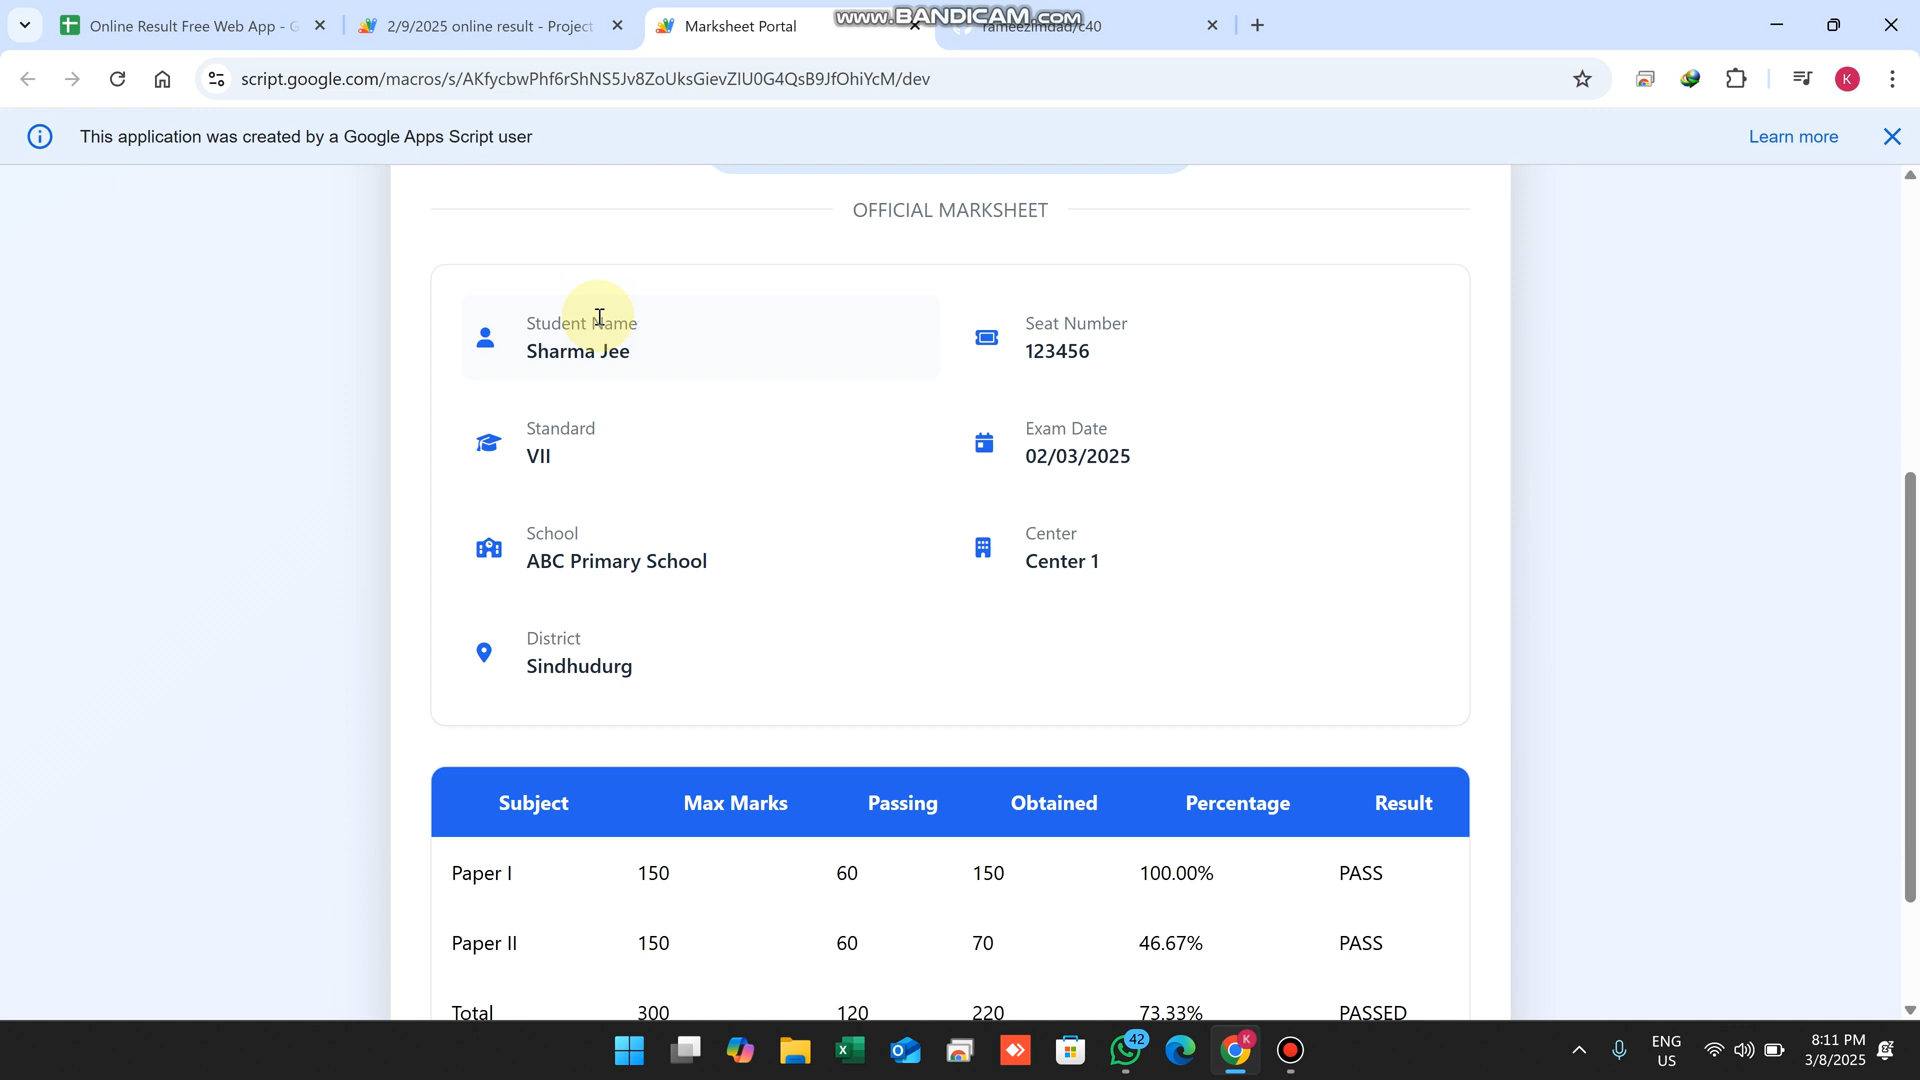 Online Result Free Web App - G
2/9/2025 online result - Project
Marksheet Portal
www.BANDICAM.com
rameezimdad/c40
script.google.com/macros/s/AKfycbwPhf6rShNS5Jv8ZoUksGievZIU0G4QsB9JfOhiYcM/dev
K
This application was created by a Google Apps Script user
Learn more
OFFICIAL MARKSHEET
Student Name
Sharma Jee
Seat Number
123456
Standard
VII
Exam Date
02/03/2025
School
ABC Primary School
Center
Center 1
District
Sindhudurg
Subject Max Marks Passing Obtained Percentage Result
Paper I 150 60 150 100.00% PASS
Paper II 150 60 70 46.67% PASS
Total 300 120 220 73.33% PASSED
42
K
ENG
US
8:11 PM
3/8/2025